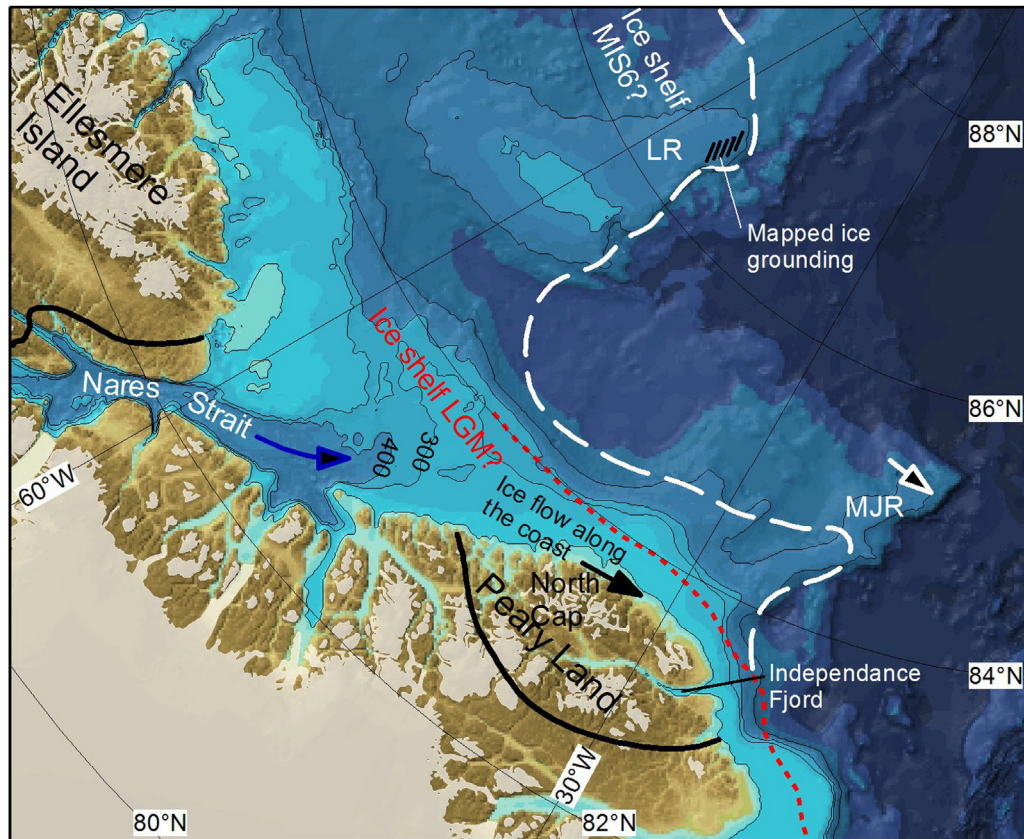 Ice shelf
MIS6?
88°N
Ellesmere
Island
LR
Mapped ice
grounding
Ice shelf LGM?
Nares
Strait
86°N
400
300
60°W
MJR
Ice flow along
the coast
North
Cap
Peary Land
Independance
Fjord
84°N
30°W
80°N
82°N